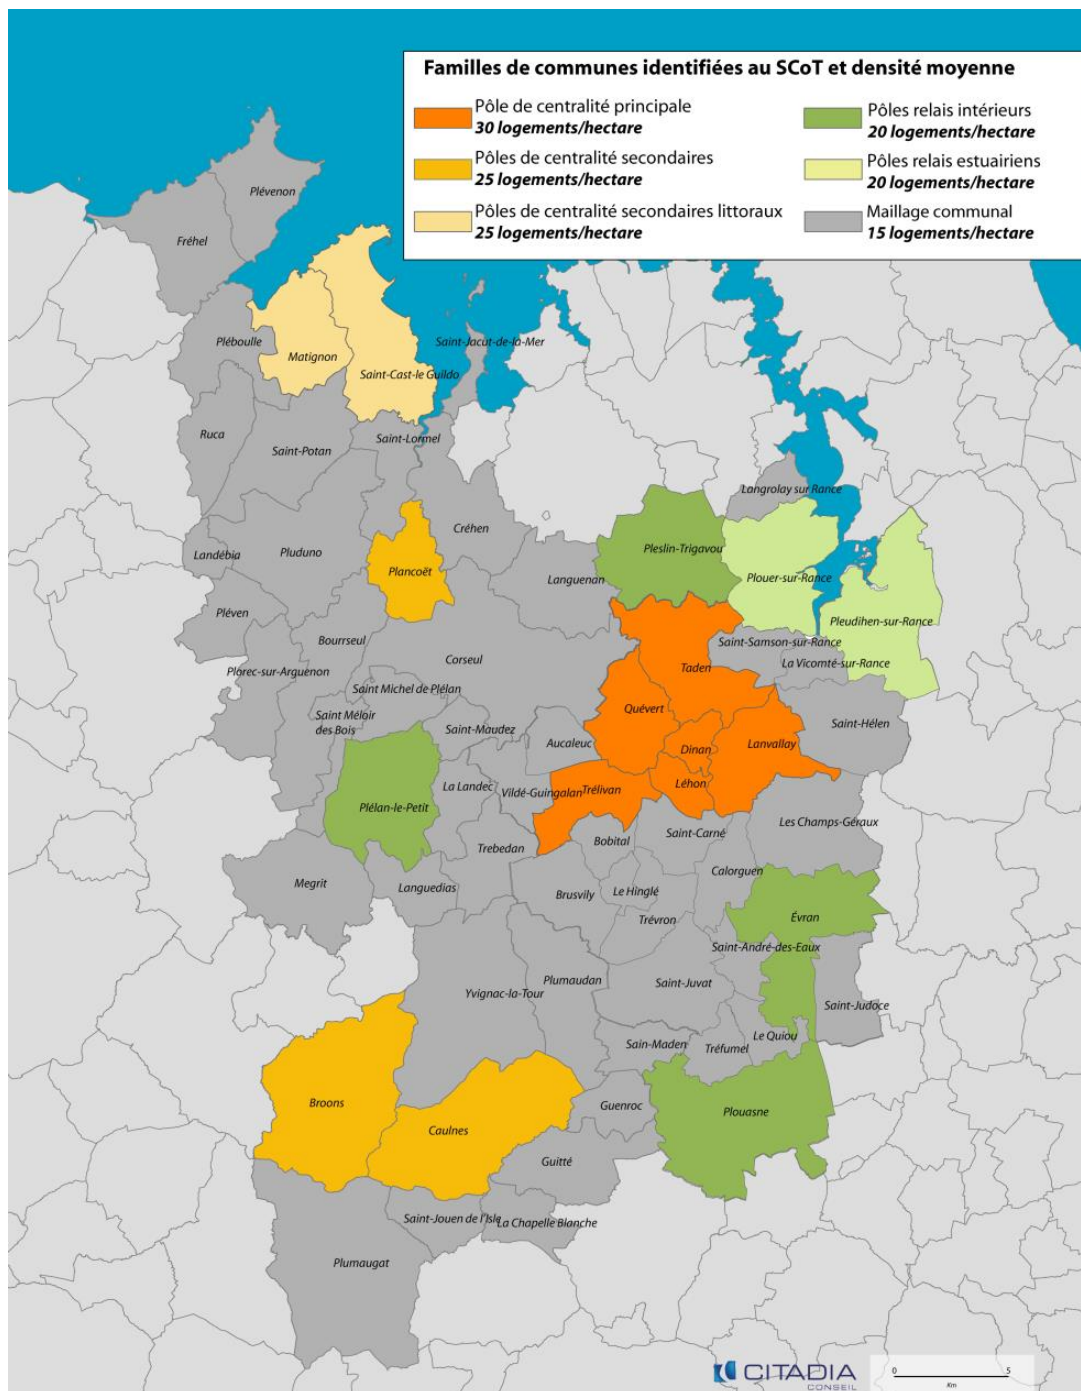 Familles de communes identifiées au SCoT et densité moyenne
Pôle de centralité principale
30 logements/hectare
Pôles de centralité secondaires
25 logements/hectare
Pôles de centralité secondaires littoraux
25 logements/hectare
Pôles relais intérieurs
20 logements/hectare
Pôles relais estuairiens
20 logements/hectare
Maillage communal
15 logements/hectare
Plévenon
Fréhel
Pléboulle
Matignon
Saint-Jacut-de-la-Mer
Saint-Cast-le Guildo
Ruca
Saint-Lormel
Saint-Potan
Langrolay sur Rance
Créhen
Landébia
Pluduno
Plancoët
Languenan
Pleslin-Trigavou
Plouer-sur-Rance
Pléven
Pleudihen-sur-Rance
Bourrseul
Plorec-sur-Arguenon
Corseul
Saint-Samson-sur-Rance
La Vicomté-sur-Rance
Taden
Saint Michel de Plélan
Quévert
Saint Méloir
des Bois
Saint-Maudez
Aucaleuc
Dinan
Lanvallay
Saint-Hélen
La Landec
Vildé-Guingalan
Trélivan
Léhon
Plélan-le-Petit
Les Champs-Géraux
Trebedan
Bobital
Saint-Carné
Calorguen
Megrit
Languedias
Brusvily
Le Hinglé
Évran
Trévron
Saint-André-des-Eaux
Yvignac-la-Tour
Plumaudan
Saint-Juvat
Saint-Judoce
Sain-Maden
Tréfumel
Le Quiou
Broons
Caulnes
Guenroc
Plouasne
Guitté
Saint-Jouen de l'Isle
La Chapelle Blanche
Plumaugat
CITADIA
CONSEIL
0 5
Km